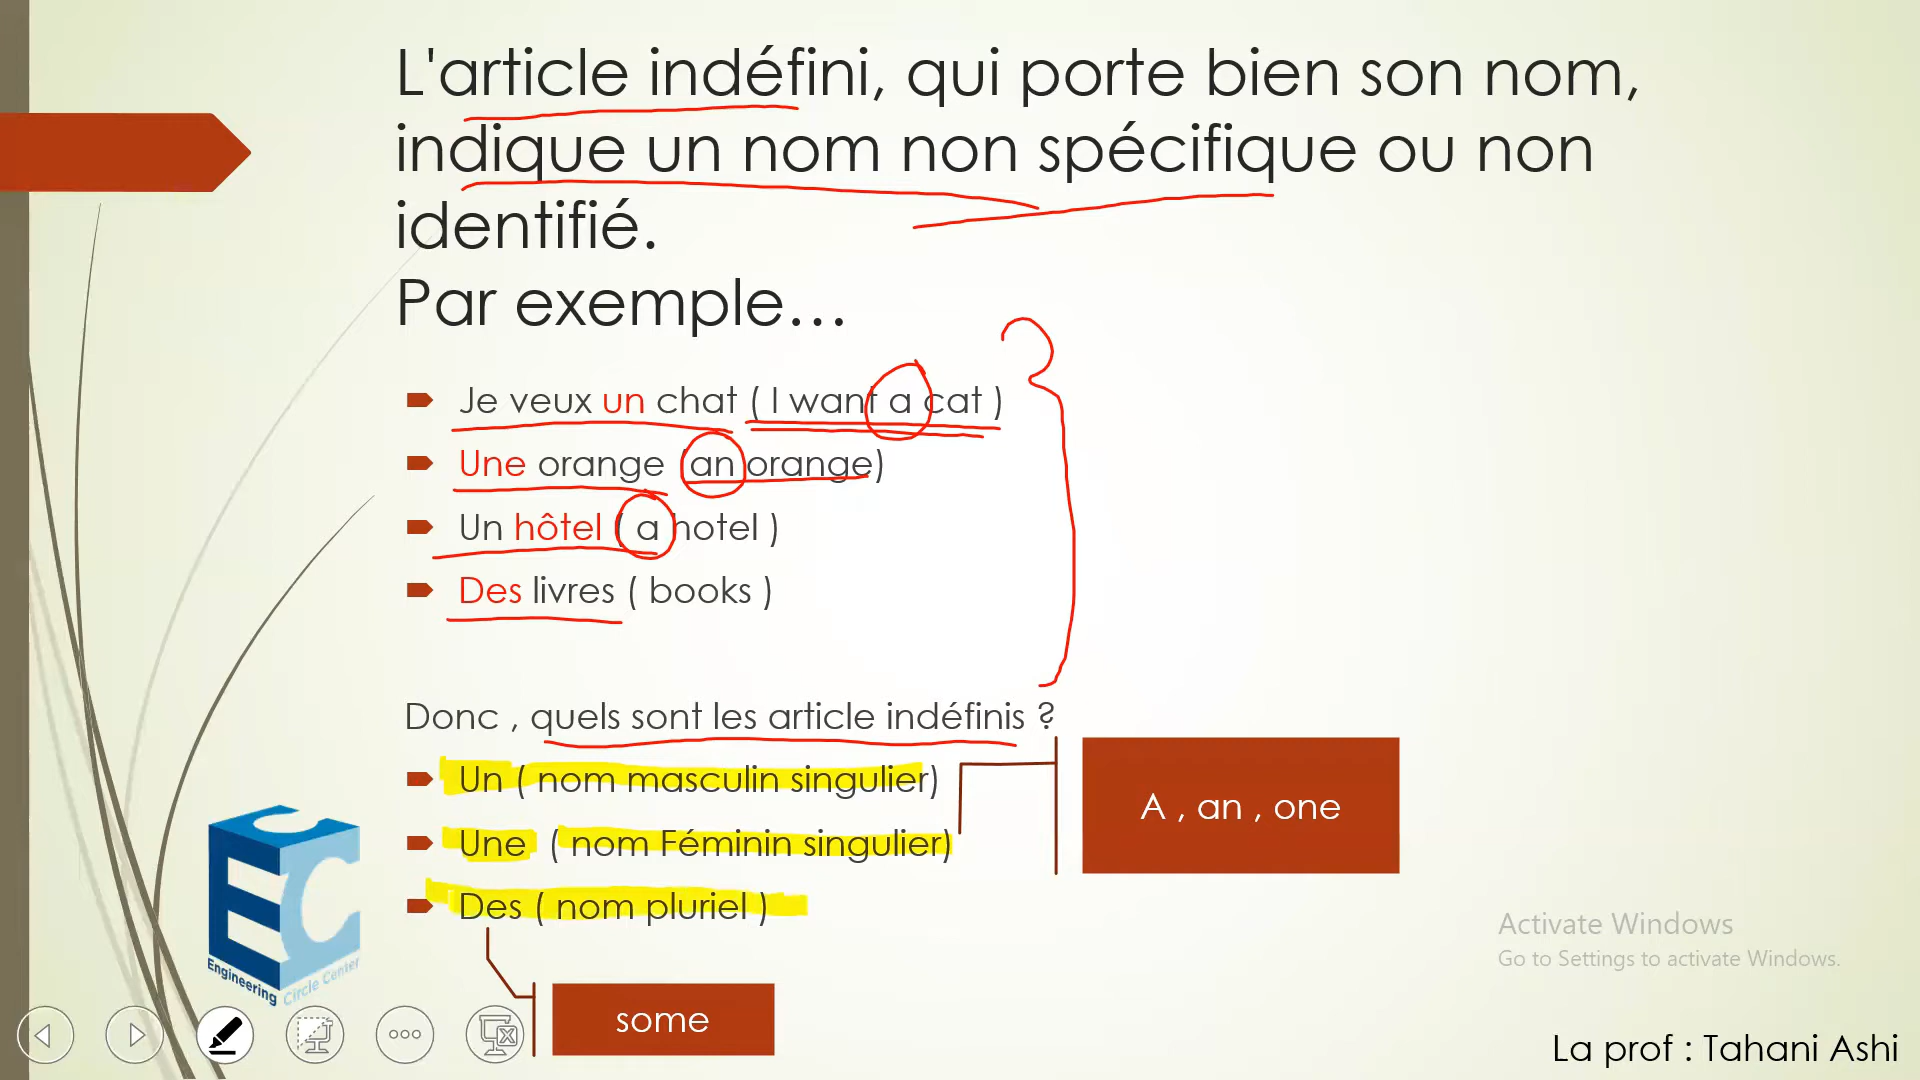 L'article indéfini, qui porte bien son nom,
indique un nom non spécifique ou non
identifié.
Par exemple…
Je veux un chat ( I want a cat )
Une orange (an orange)
Un hôtel ( a hotel )
Des livres ( books )
Donc , quels sont les article indéfinis ?
Un ( nom masculin singulier)
Une ( nom Féminin singulier)
Des ( nom pluriel )
A , an , one
some
Engineering Circle Center
Activate Windows
Go to Settings to activate Windows.
La prof : Tahani Ashi